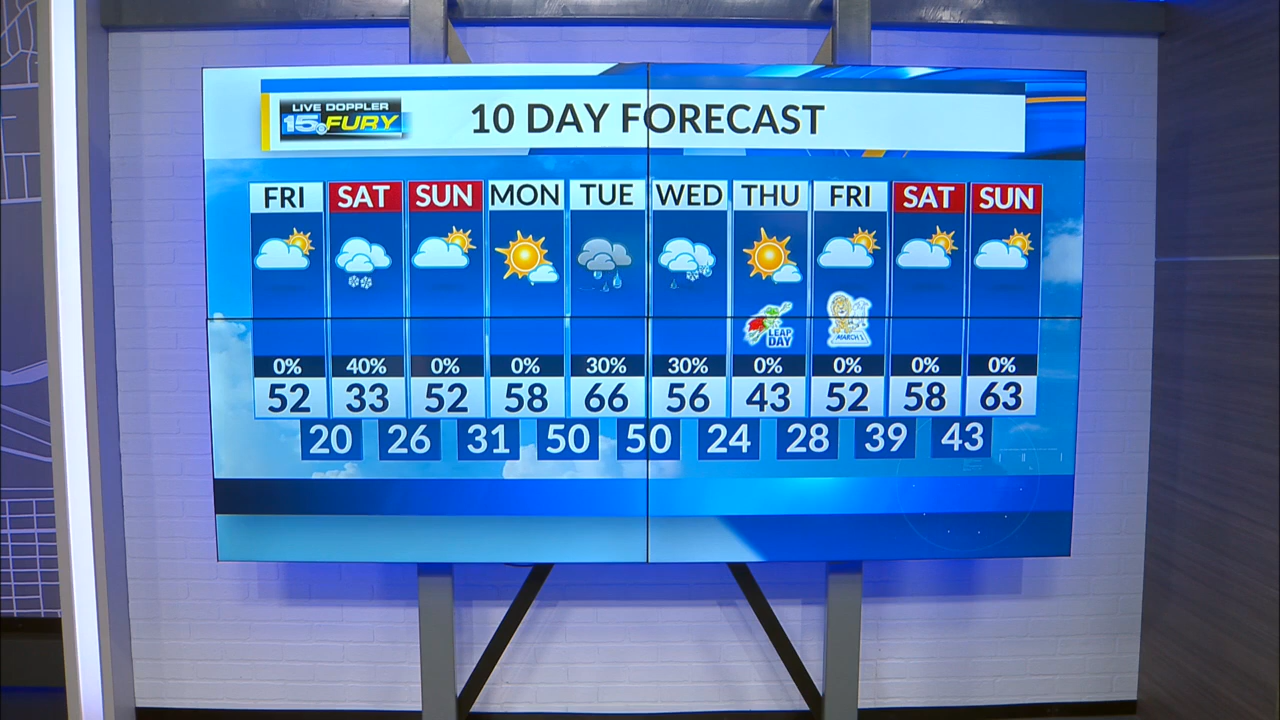 LIVE DOPPLER
15 FURY
10 DAY FORECAST
FRI SAT SUN MON TUE WED THU FRI SAT SUN
LEAP
DAY
MARCH 1
0% 40% 0% 0% 30% 30% 0% 0% 0% 0%
52 33 52 58 66 56 43 52 58 63
20 26 31 50 50 24 28 39 43